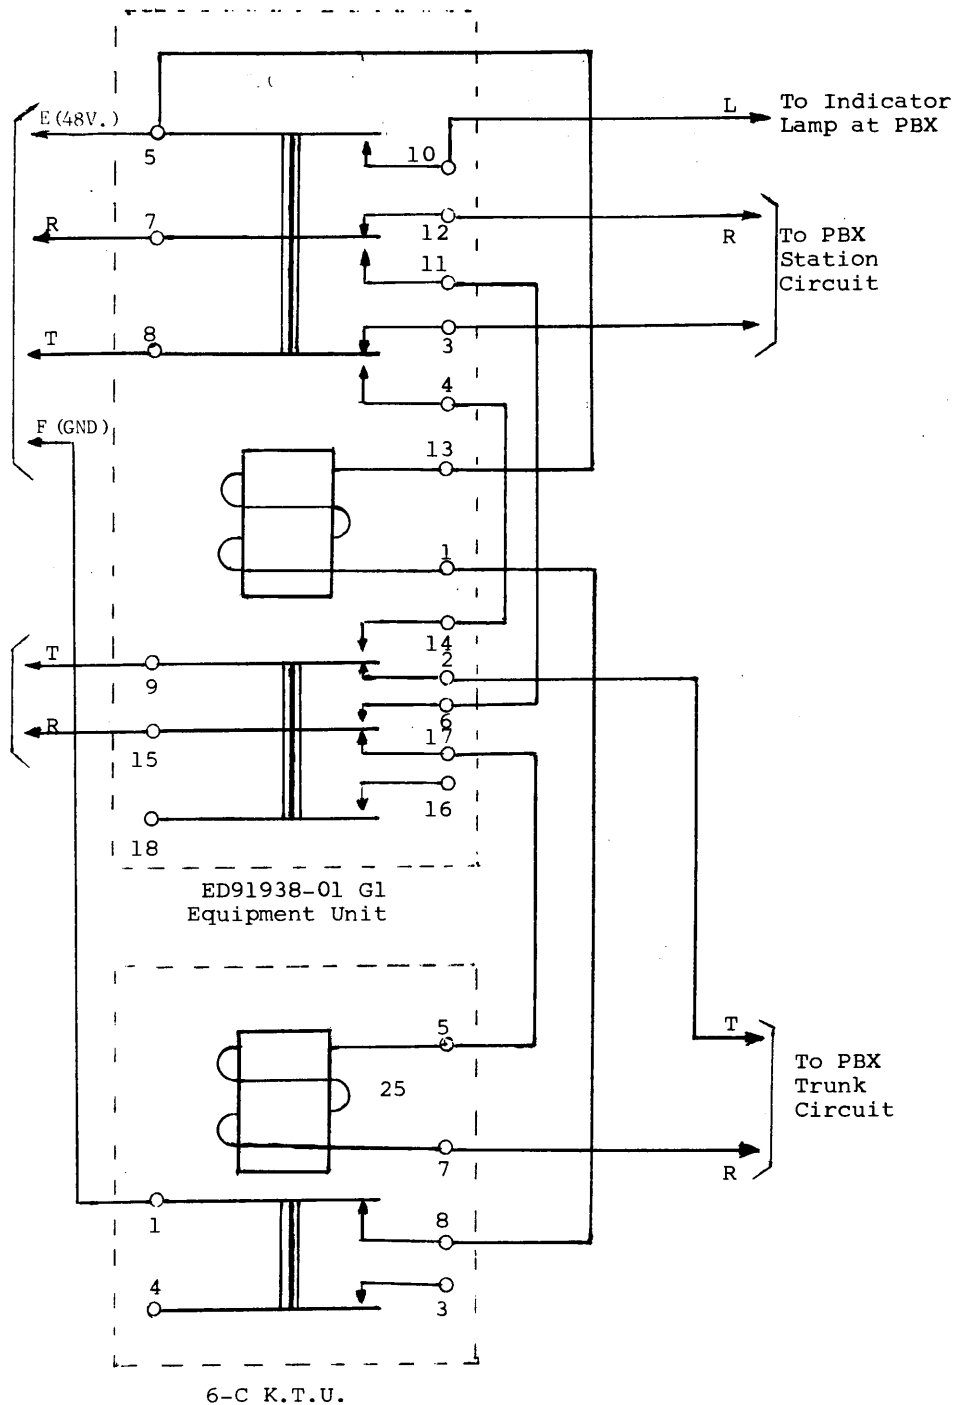 L
To Indicator
Lamp at PBX
E (48V.)
5
10
R
7
12
R
To PBX
Station
Circuit
11
T
8
3
4
F (GND)
13
1
14
T
2
9
6
R
17
15
16
18
ED91938-01 G1
Equipment Unit
5
T
To PBX
Trunk
Circuit
25
7
R
1
8
4
3
6-C K.T.U.